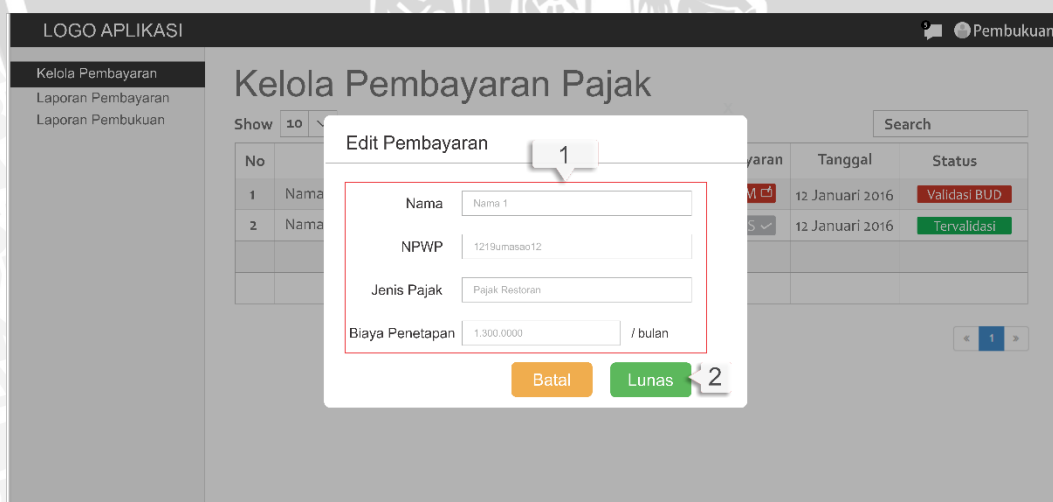 LOGO APLIKASI
5
Pembukuan
Kelola Pembayaran
Laporan Pembayaran
Laporan Pembukuan
Kelola Pembayaran Pajak
Show 10
Search
No yaran Tanggal Status
1 Nama M 12 Januari 2016 Validasi BUD
2 Nama S 12 Januari 2016 Tervalidasi
« 1 »
Edit Pembayaran
1
Nama Nama 1
NPWP 1219umasao12
Jenis Pajak Pajak Restoran
Biaya Penetapan 1.300.0000 / bulan
Batal Lunas 2